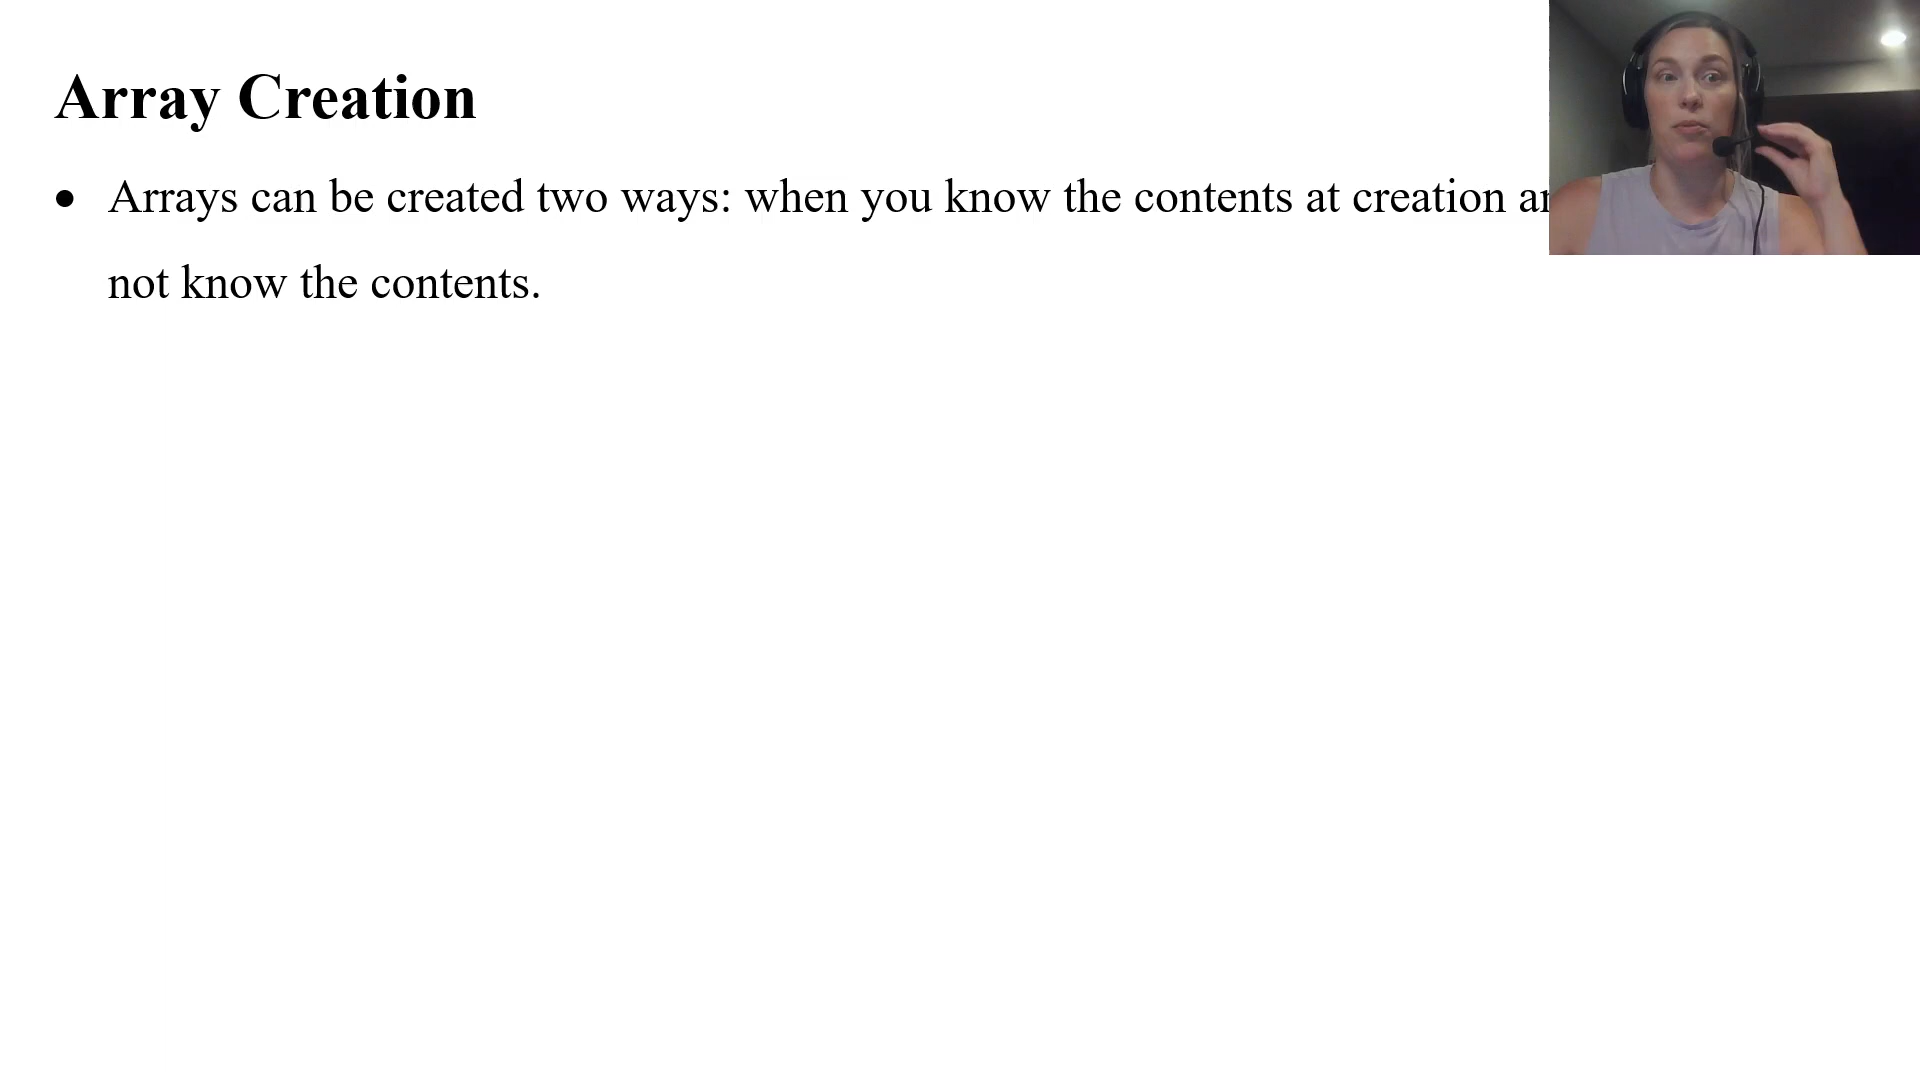 Array Creation
• Arrays can be created two ways: when you know the contents at creation
not know the contents.